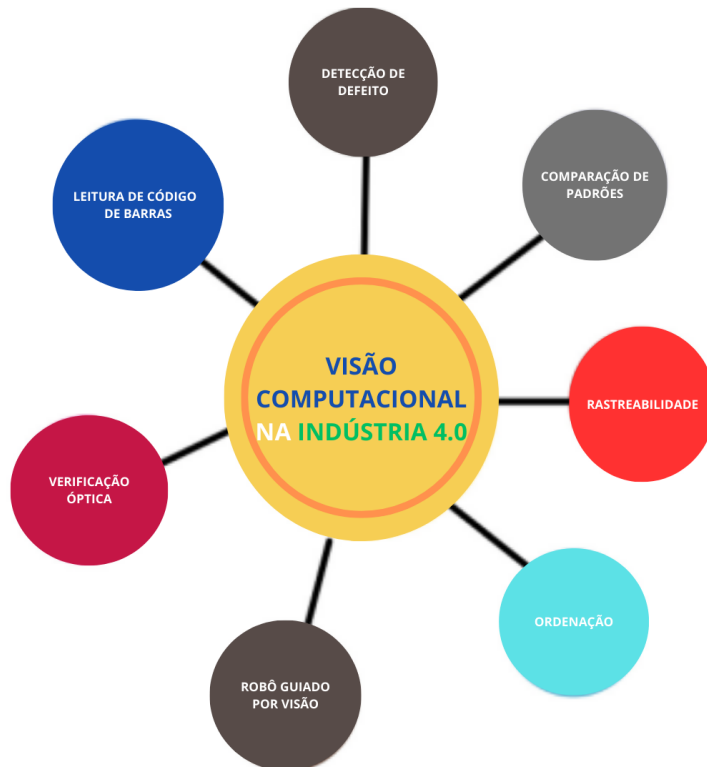 DETECÇÃO DE
DEFEITO
COMPARAÇÃO DE
PADRÕES
LEITURA DE CÓDIGO
DE BARRAS
VISÃO
COMPUTACIONAL
NA INDÚSTRIA 4.0
RASTREABILIDADE
VERIFICAÇÃO
ÓPTICA
ORDENAÇÃO
ROBÔ GUIADO
POR VISÃO